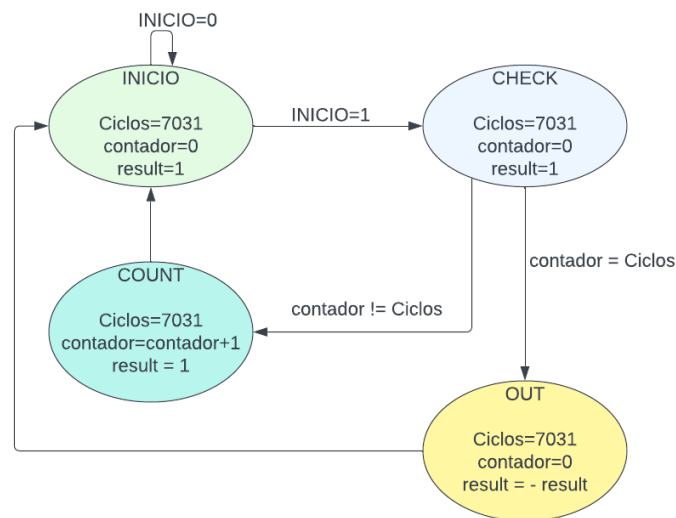 INICIO=0
INICIO
Ciclos=7031
contador=0
result=1
INICIO=1
CHECK
Ciclos=7031
contador=0
result=1
contador = Ciclos
contador != Ciclos
COUNT
Ciclos=7031
contador=contador+1
result = 1
OUT
Ciclos=7031
contador=0
result = - result